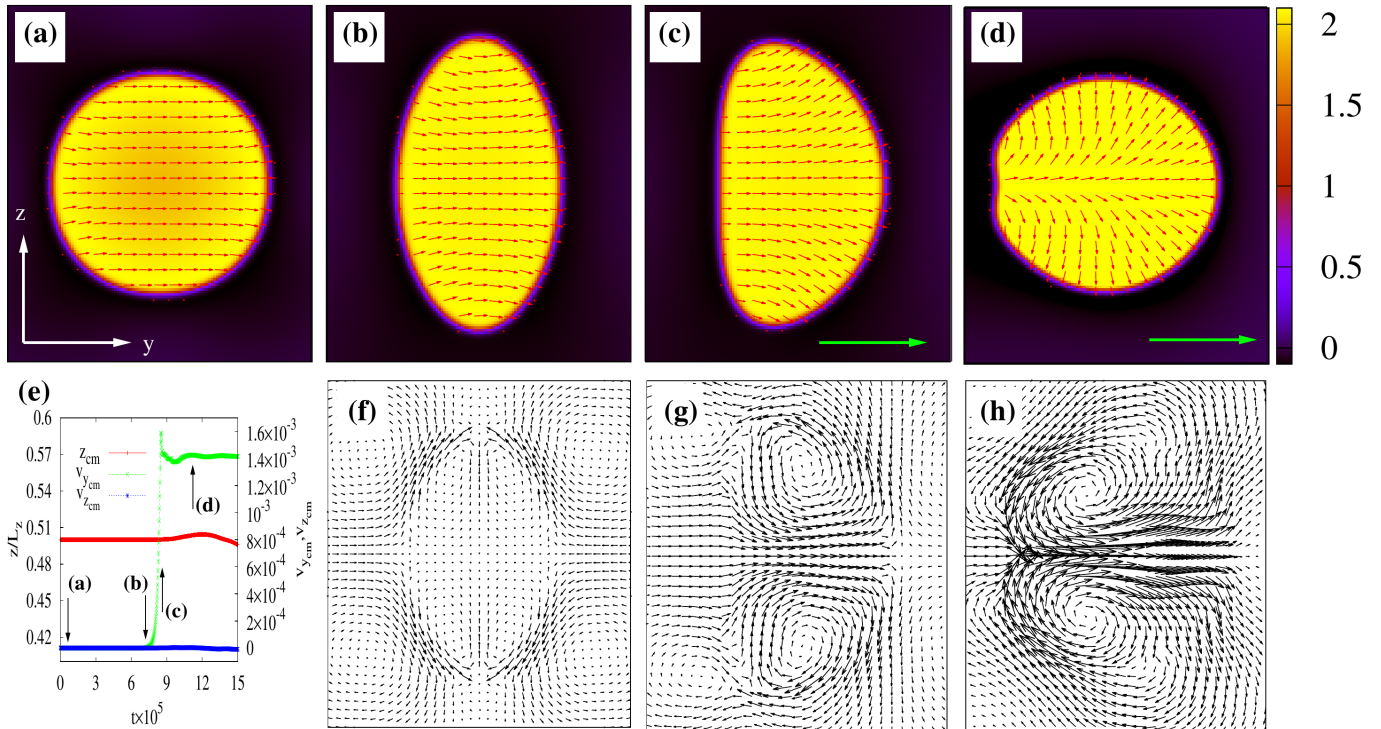 (a)
(b)
(c)
(d)
z
y
2
1.5
1
0.5
0
(e)
0.6
0.57
0.54
0.51
0.48
0.45
0.42
z/L_z
z_cm
v_y_cm
v_z_cm
(a)
(b)
(c)
(d)
1.6×10^-3
1.4×10^-3
1.2×10^-3
10^-3
8×10^-4
6×10^-4
4×10^-4
2×10^-4
0
v_y_cm, v_z_cm
0 3 6 9 12 15
t×10^5
(f)
(g)
(h)